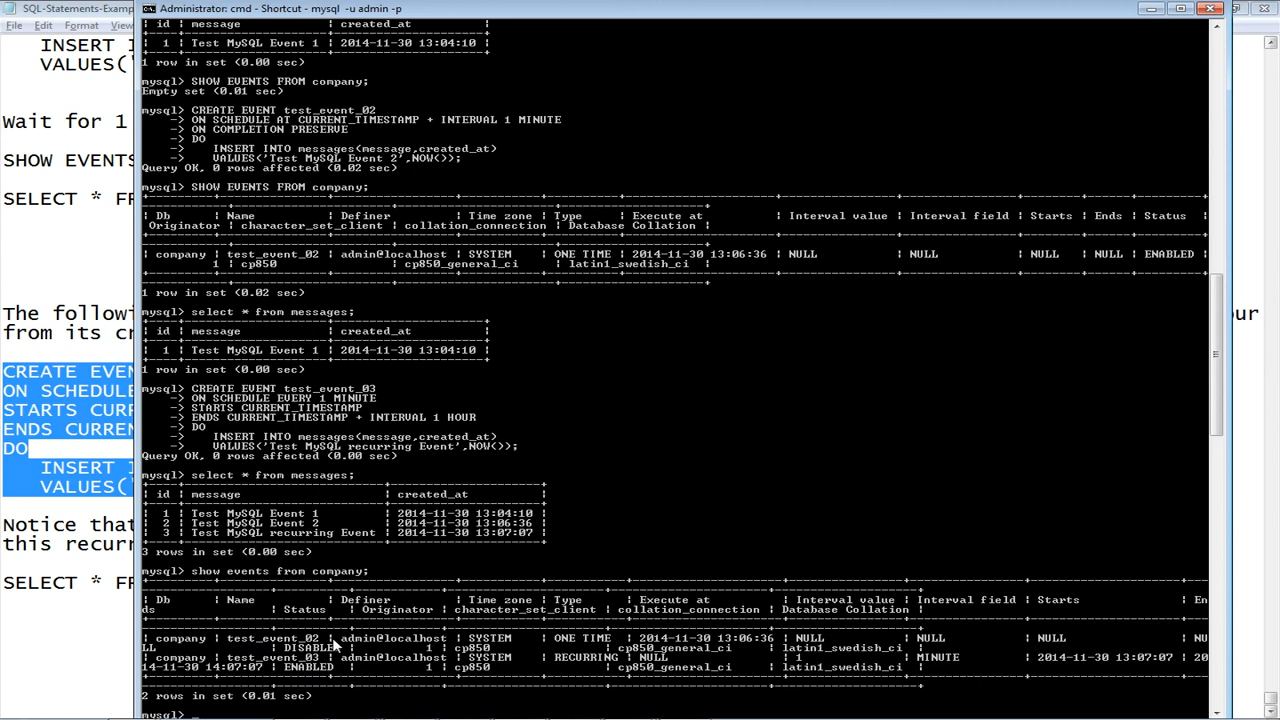 SQL-Statements-Examp
File Edit Format View
INSERT I
VALUES('
Wait for 1
SHOW EVENTS
SELECT * FR
The followi
our
from its cr
CREATE EVEN
ON SCHEDULE
STARTS CURR
ENDS CURREN
DO
INSERT I
VALUES('
Notice that
this recurr
SELECT * FR
Administrator: cmd - Shortcut - mysql -u admin -p
| id | message | created_at |
| 1 | Test MySQL Event 1 | 2014-11-30 13:04:10 |
1 row in set (0.00 sec)
mysql> SHOW EVENTS FROM company;
Empty set (0.01 sec)
mysql> CREATE EVENT test_event_02
-> ON SCHEDULE AT CURRENT_TIMESTAMP + INTERVAL 1 MINUTE
-> ON COMPLETION PRESERVE
-> DO
-> INSERT INTO messages(message,created_at)
-> VALUES('Test MySQL Event 2',NOW());
Query OK, 0 rows affected (0.02 sec)
mysql> SHOW EVENTS FROM company;
| Db | Name | Definer | Time zone | Type | Execute at | Interval value | Interval field | Starts | Ends | Status |
Originator | character_set_client | collation_connection | Database Collation |
| company | test_event_02 | admin@localhost | SYSTEM | ONE TIME | 2014-11-30 13:06:36 | NULL | NULL | NULL | NULL | ENABLED |
1 | cp850 | cp850_general_ci | latin1_swedish_ci |
1 row in set (0.02 sec)
mysql> select * from messages;
| id | message | created_at |
| 1 | Test MySQL Event 1 | 2014-11-30 13:04:10 |
1 row in set (0.00 sec)
mysql> CREATE EVENT test_event_03
-> ON SCHEDULE EVERY 1 MINUTE
-> STARTS CURRENT_TIMESTAMP
-> ENDS CURRENT_TIMESTAMP + INTERVAL 1 HOUR
-> DO
-> INSERT INTO messages(message,created_at)
-> VALUES('Test MySQL recurring Event',NOW());
Query OK, 0 rows affected (0.00 sec)
mysql> select * from messages;
| id | message | created_at |
| 1 | Test MySQL Event 1 | 2014-11-30 13:04:10 |
| 2 | Test MySQL Event 2 | 2014-11-30 13:06:36 |
| 3 | Test MySQL recurring Event | 2014-11-30 13:07:07 |
3 rows in set (0.00 sec)
mysql> show events from company;
| Db | Name | Definer | Time zone | Type | Execute at | Interval value | Interval field | Starts | En
ds | Status | Originator | character_set_client | collation_connection | Database Collation |
| company | test_event_02 | admin@localhost | SYSTEM | ONE TIME | 2014-11-30 13:06:36 | NULL | NULL | NULL | NU
LL | DISABLED | 1 | cp850 | cp850_general_ci | latin1_swedish_ci |
| company | test_event_03 | admin@localhost | SYSTEM | RECURRING | NULL | 1 | MINUTE | 2014-11-30 13:07:07 | 20
14-11-30 14:07:07 | ENABLED | 1 | cp850 | cp850_general_ci | latin1_swedish_ci |
2 rows in set (0.01 sec)
mysql> _